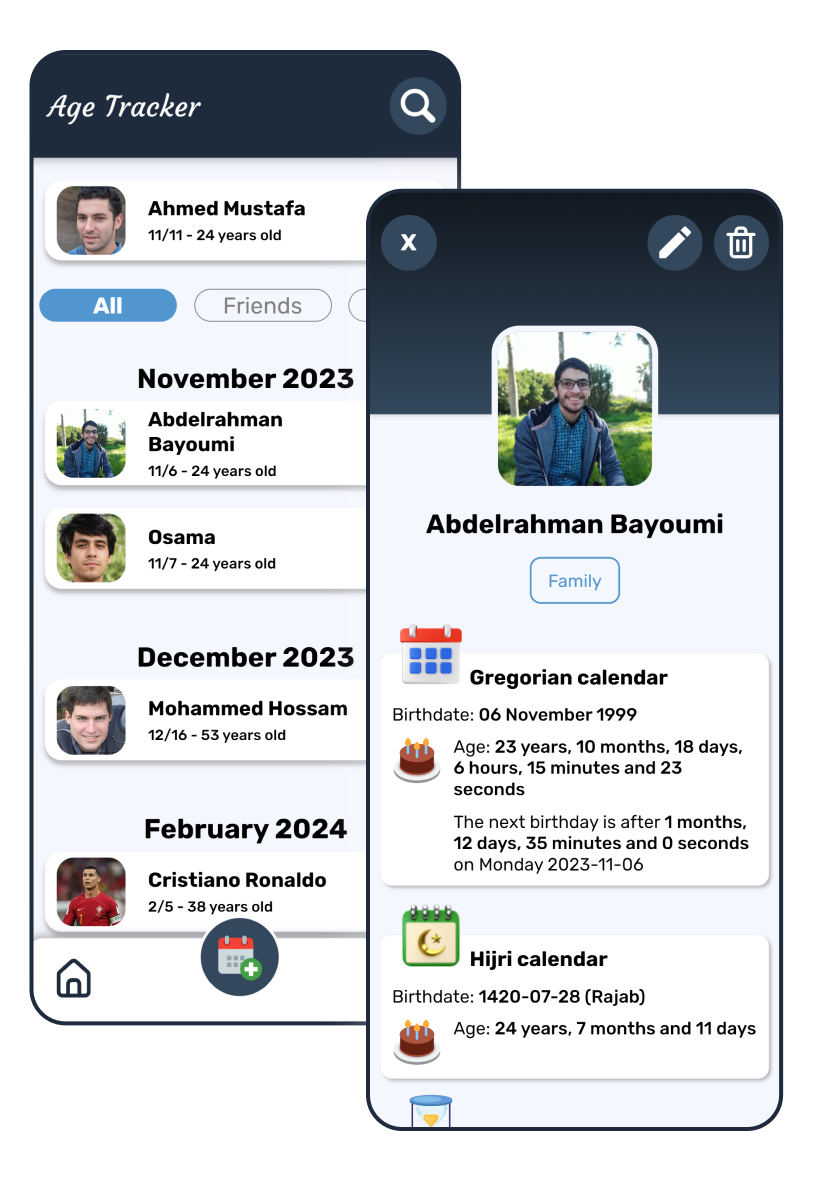 Age Tracker
Ahmed Mustafa
11/11 - 24 years old
All
Friends
November 2023
Abdelrahman
Bayoumi
11/6 - 24 years old
Osama
11/7 - 24 years old
December 2023
Mohammed Hossam
12/16 - 53 years old
February 2024
Cristiano Ronaldo
2/5 - 38 years old
X
Abdelrahman Bayoumi
Family
Gregorian calendar
Birthdate: 06 November 1999
Age: 23 years, 10 months, 18 days,
6 hours, 15 minutes and 23
seconds
The next birthday is after 1 months,
12 days, 35 minutes and 0 seconds
on Monday 2023-11-06
Hijri calendar
Birthdate: 1420-07-28 (Rajab)
Age: 24 years, 7 months and 11 days